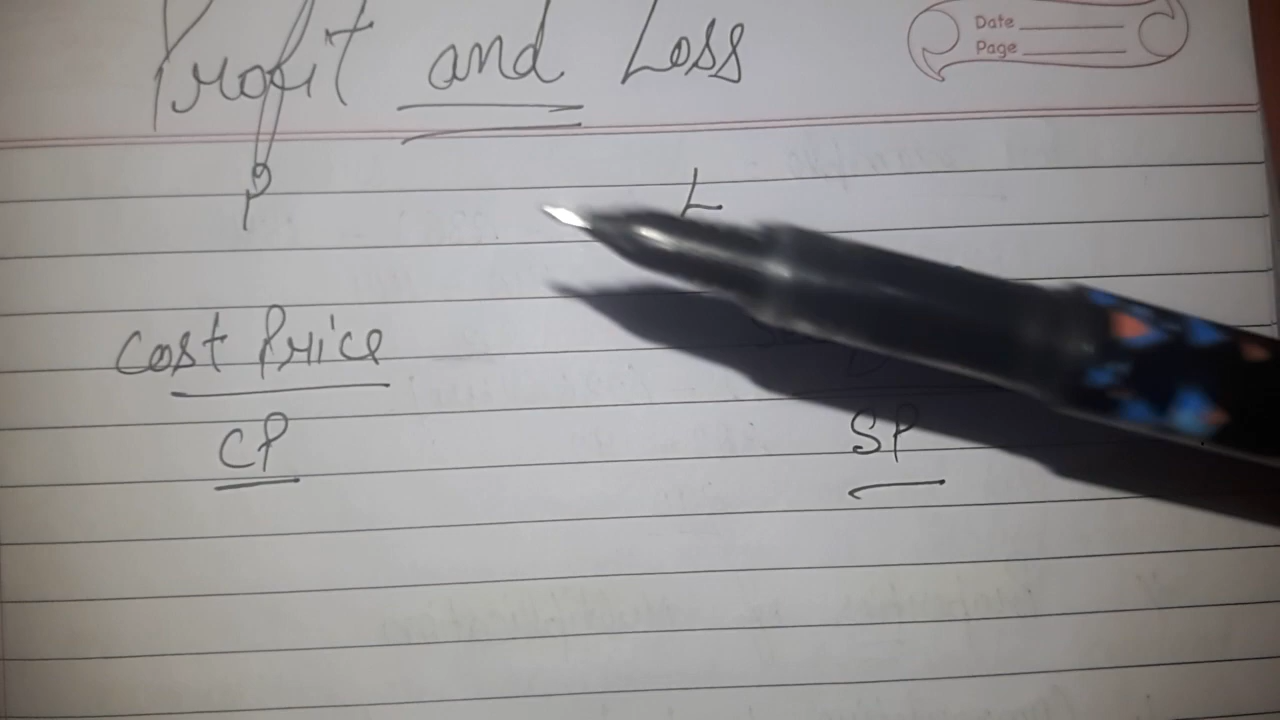 Profit and Loss
Date
Page
P
L
Cost Price
CP
SP